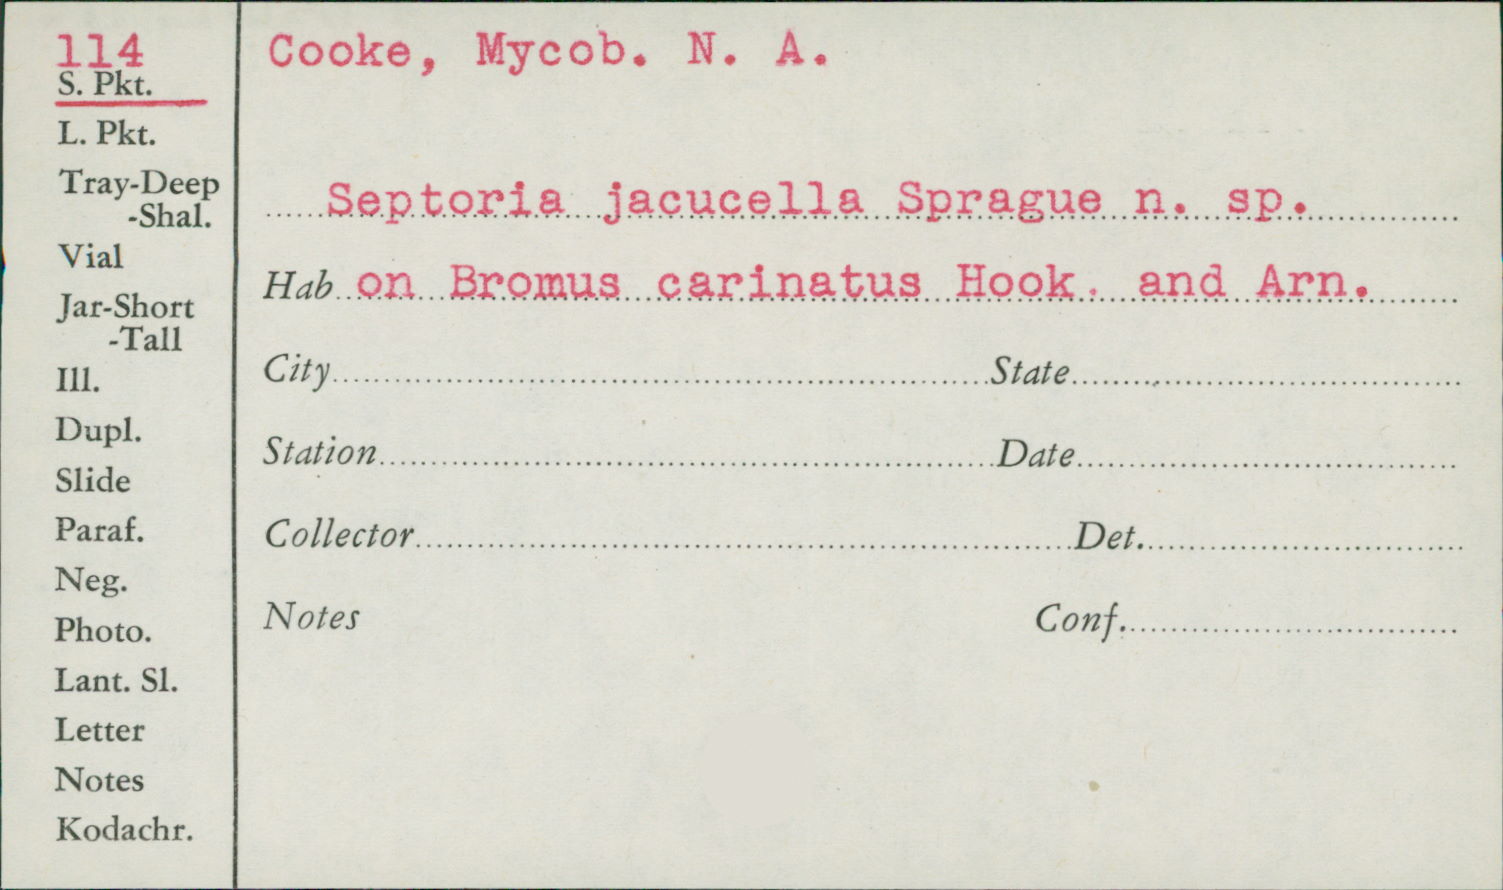 114
S. Pkt.
L. Pkt.
Tray-Deep
-Shal.
Vial
Jar-Short
-Tall
Ill.
Dupl.
Slide
Paraf.
Neg.
Photo.
Lant. Sl.
Letter
Notes
Kodachr.
Cooke, Mycob. N. A.
Septoria jacucella Sprague n. sp.
Hab on Bromus carinatus Hook. and Arn.
City State
Station Date
Collector Det.
Notes Conf.